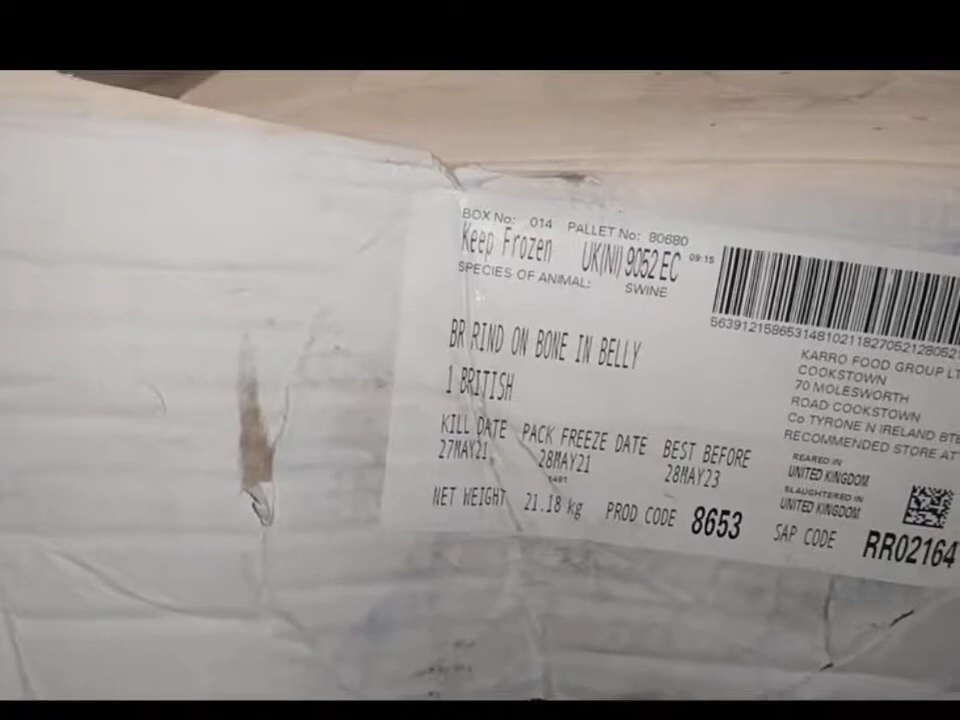 BOX No: 014 PALLET No: 80680
Keep Frozen UK(NI) 9052 EC 09:15
SPECIES OF ANIMAL: SWINE
BR RIND ON BONE IN BELLY
1 BRITISH
KILL DATE PACK FREEZE DATE BEST BEFORE
27MAY21 28MAY21 28MAY23
NET WEIGHT 21.18 kg PROD CODE 8653
KARRO FOOD GROUP
COOKSTOWN
70 MOLESWORTH
ROAD COOKSTOWN
Co TYRONE N IRELAND
RECOMMENDED STORE AT
REARED IN
UNITED KINGDOM
SLAUGHTERED IN
UNITED KINGDOM
SAP CODE RR02164